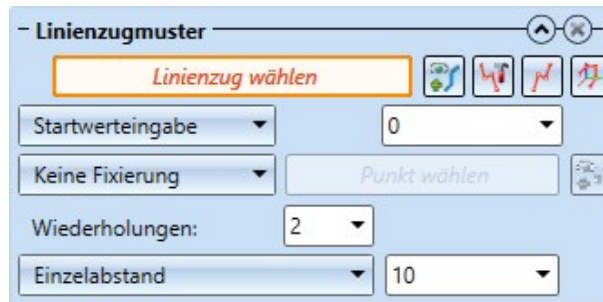 Linienzugmuster
Linienzug wählen
Startwerteingabe 0
Keine Fixierung Punkt wählen
Wiederholungen: 2
Einzelabstand 10